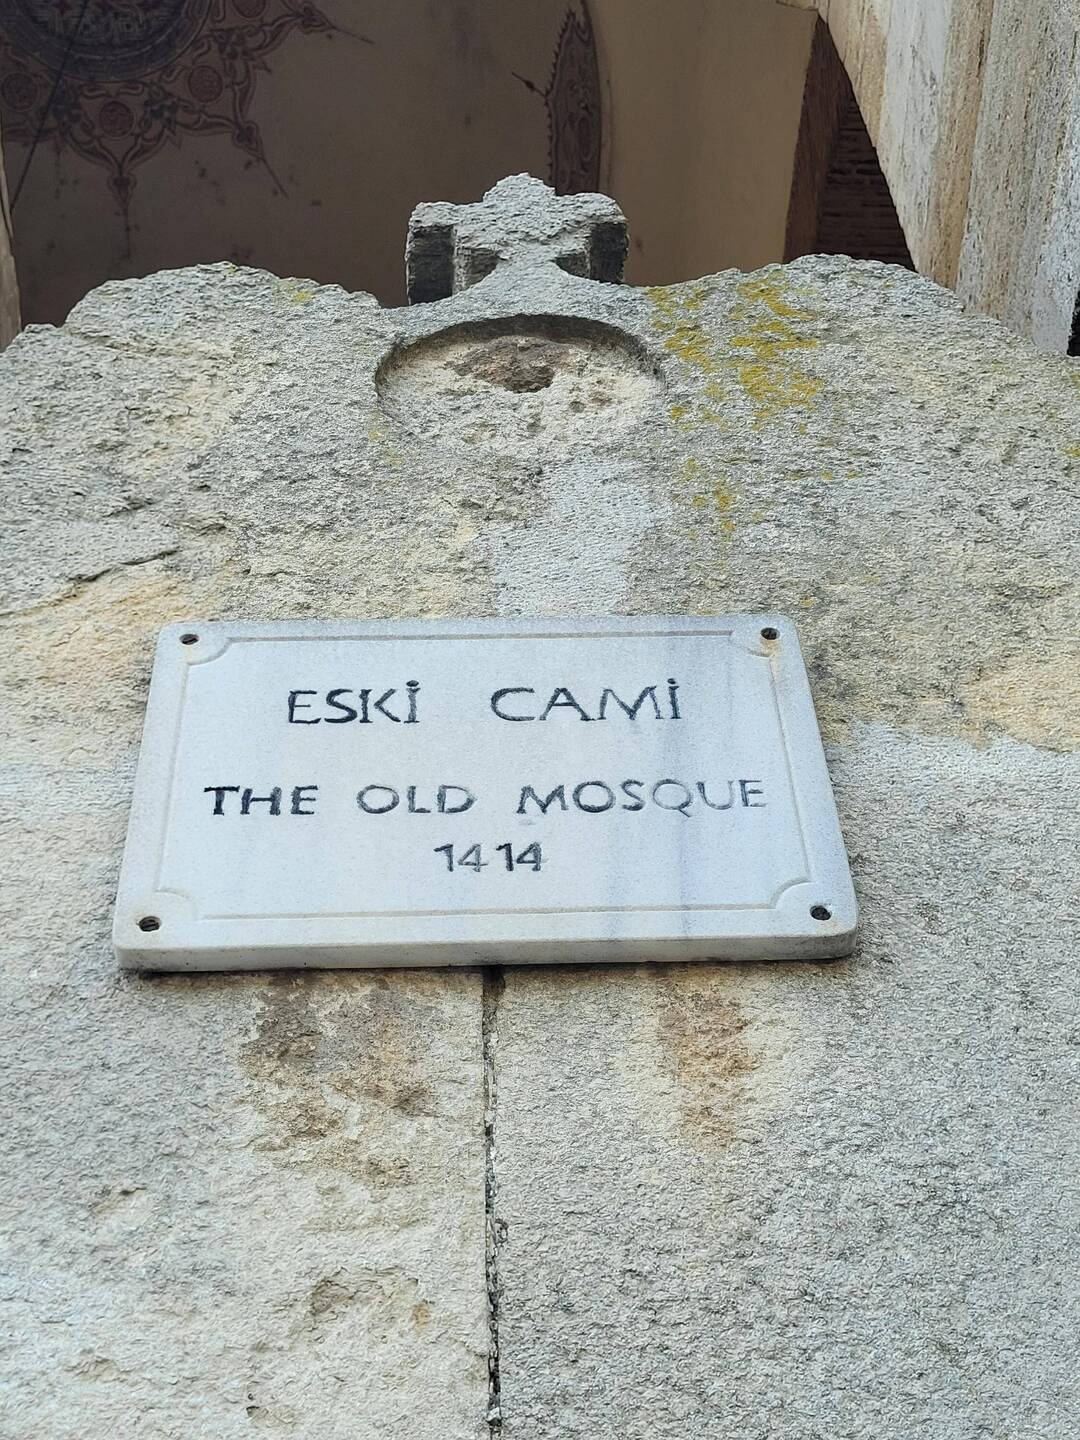 ESKİ CAMİ
THE OLD MOSQUE
1414